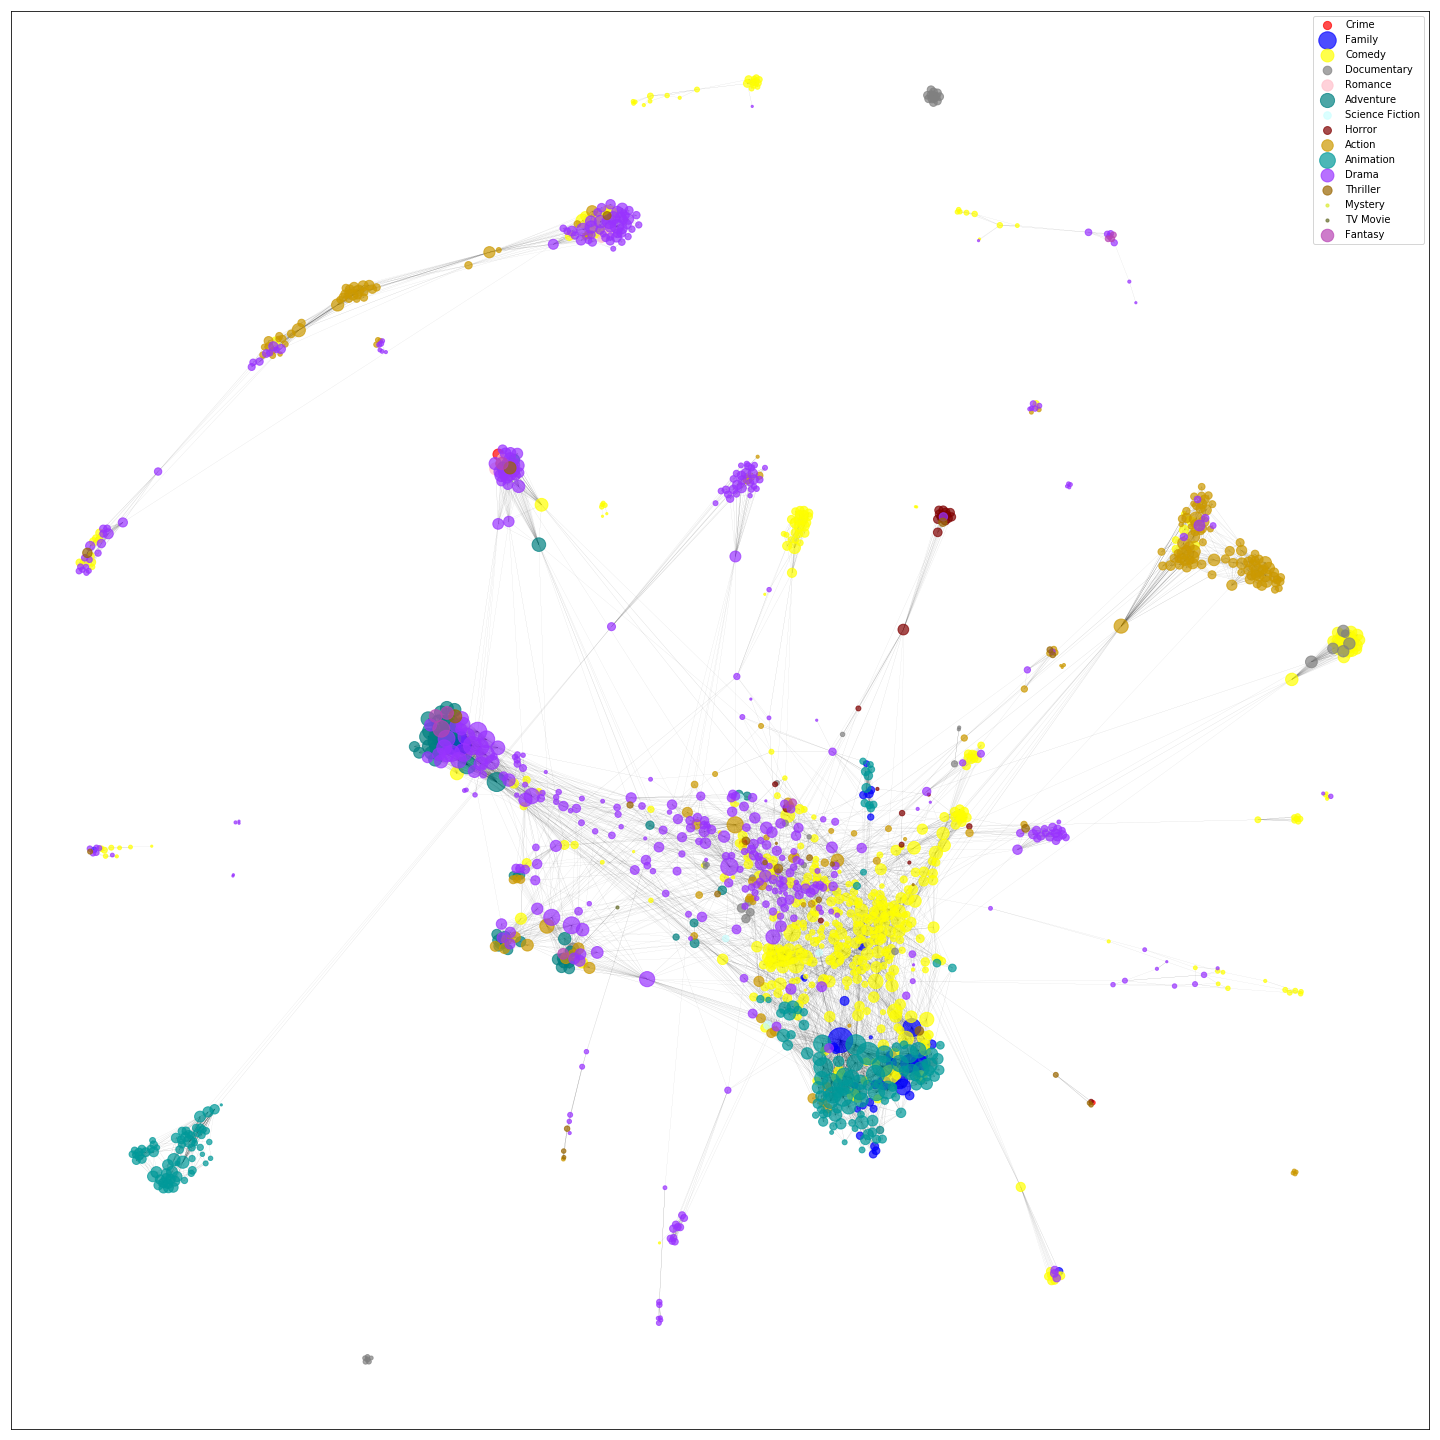 Crime
Family
Comedy
Documentary
Romance
Adventure
Science Fiction
Horror
Action
Animation
Drama
Thriller
Mystery
TV Movie
Fantasy